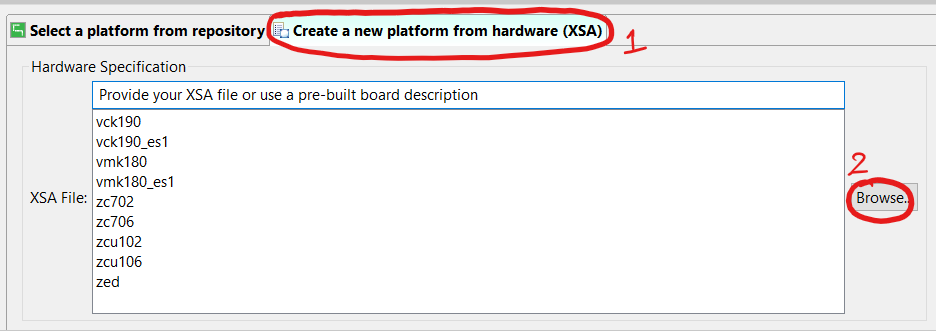 Select a platform from repository Create a new platform from hardware (XSA) 1
Hardware Specification
Provide your XSA file or use a pre-built board description
vck190
vck190_es1
vmk180
vmk180_es1
XSA File:
zc702
zc706
zcu102
zcu106
zed
2
Browse..